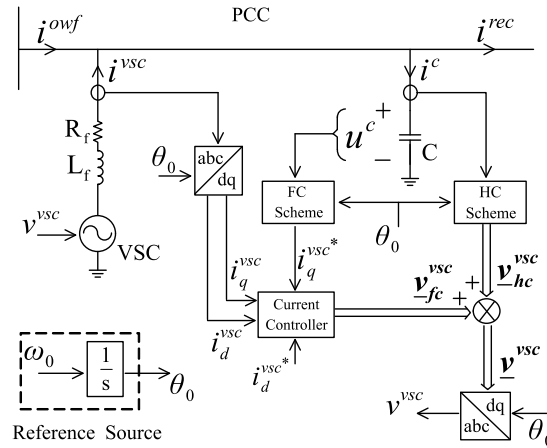 PCC
i^owf
i^rec
i^vsc
i^c
R_f
L_f
v^vsc
VSC
θ_0
abc
dq
u^c
+
−
C
FC
Scheme
HC
Scheme
θ_0
i_q^vsc
i_q^vsc*
i_d^vsc
i_d^vsc*
Current
Controller
v_fc^vsc
+
+
v_hc^vsc
v^vsc
v^vsc
dq
abc
θ_0
ω_0
1
s
θ_0
Reference Source